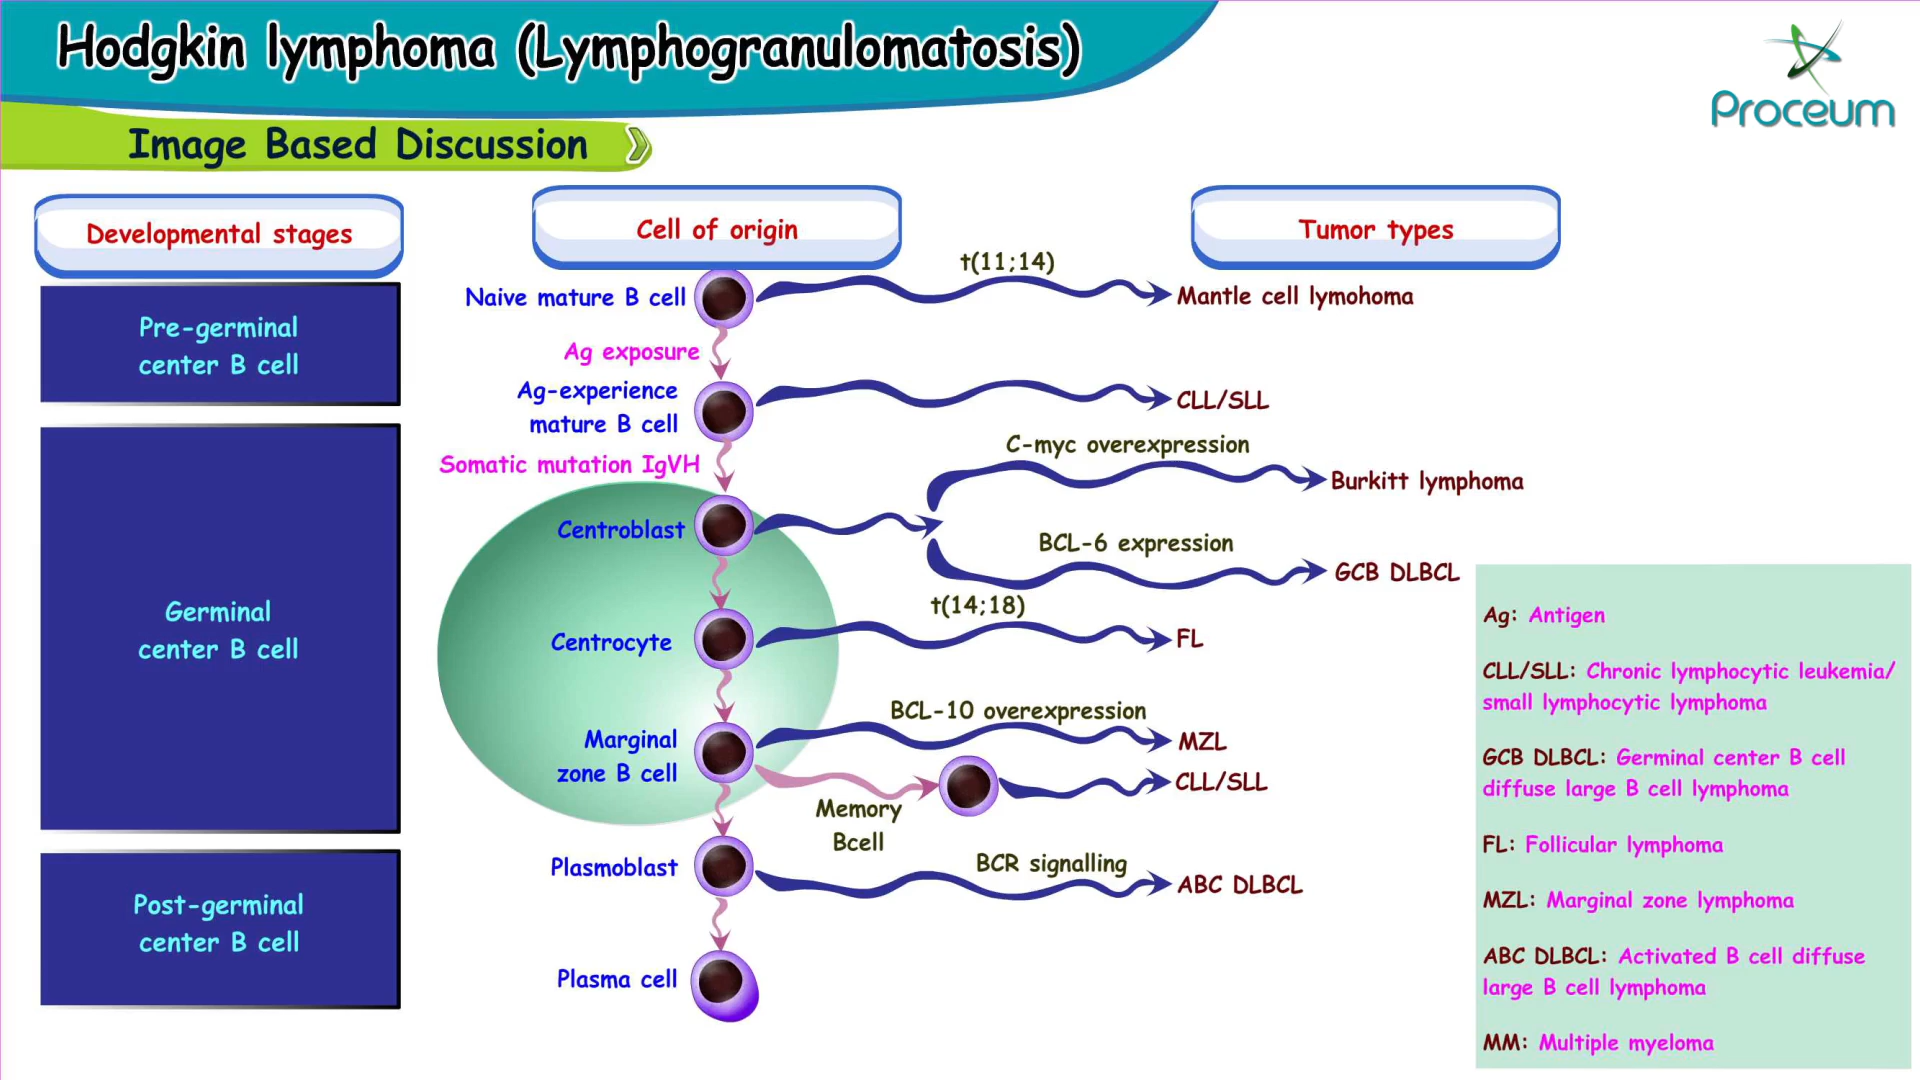 Hodgkin lymphoma (Lymphogranulomatosis)
Proceum
Image Based Discussion
Developmental stages
Cell of origin
Tumor types
Pre-germinal
center B cell
Germinal
center B cell
Post-germinal
center B cell
Naive mature B cell
t(11;14)
Mantle cell lymohoma
Ag exposure
Ag-experience
mature B cell
CLL/SLL
Somatic mutation IgVH
C-myc overexpression
Burkitt lymphoma
Centroblast
BCL-6 expression
GCB DLBCL
Centrocyte
t(14;18)
FL
Marginal
zone B cell
BCL-10 overexpression
MZL
CLL/SLL
Memory
Bcell
Plasmoblast
BCR signalling
ABC DLBCL
Plasma cell
Ag: Antigen
CLL/SLL: Chronic lymphocytic leukemia/
small lymphocytic lymphoma
GCB DLBCL: Germinal center B cell
diffuse large B cell lymphoma
FL: Follicular lymphoma
MZL: Marginal zone lymphoma
ABC DLBCL: Activated B cell diffuse
large B cell lymphoma
MM: Multiple myeloma